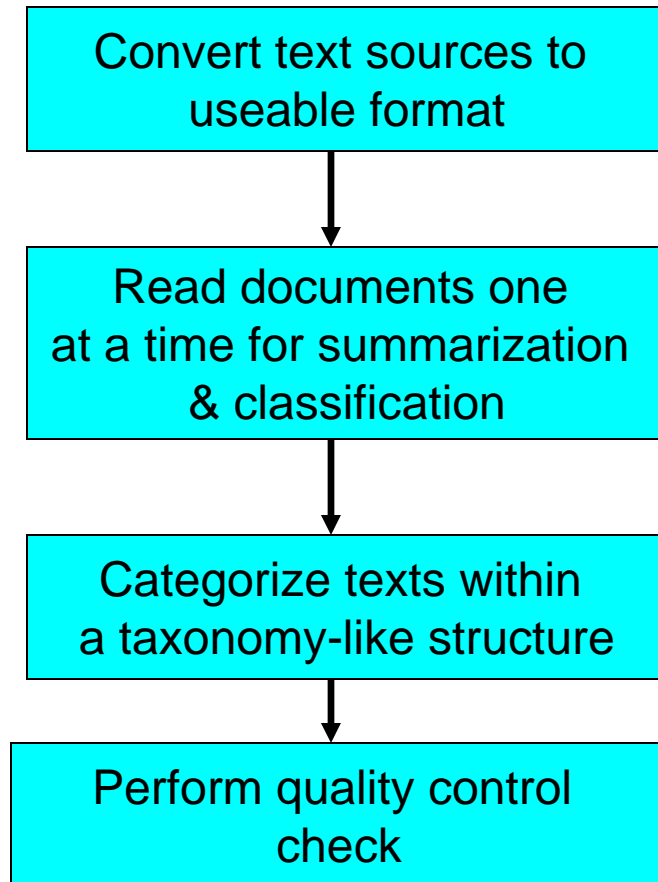 Convert text sources to
useable format
Read documents one
at a time for summarization
& classification
Categorize texts within
a taxonomy-like structure
Perform quality control
check